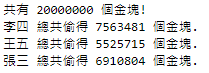 共有 20000000 個金塊!
李四 總共偷得 7563481 個金塊.
王五 總共偷得 5525715 個金塊.
張三 總共偷得 6910804 個金塊.